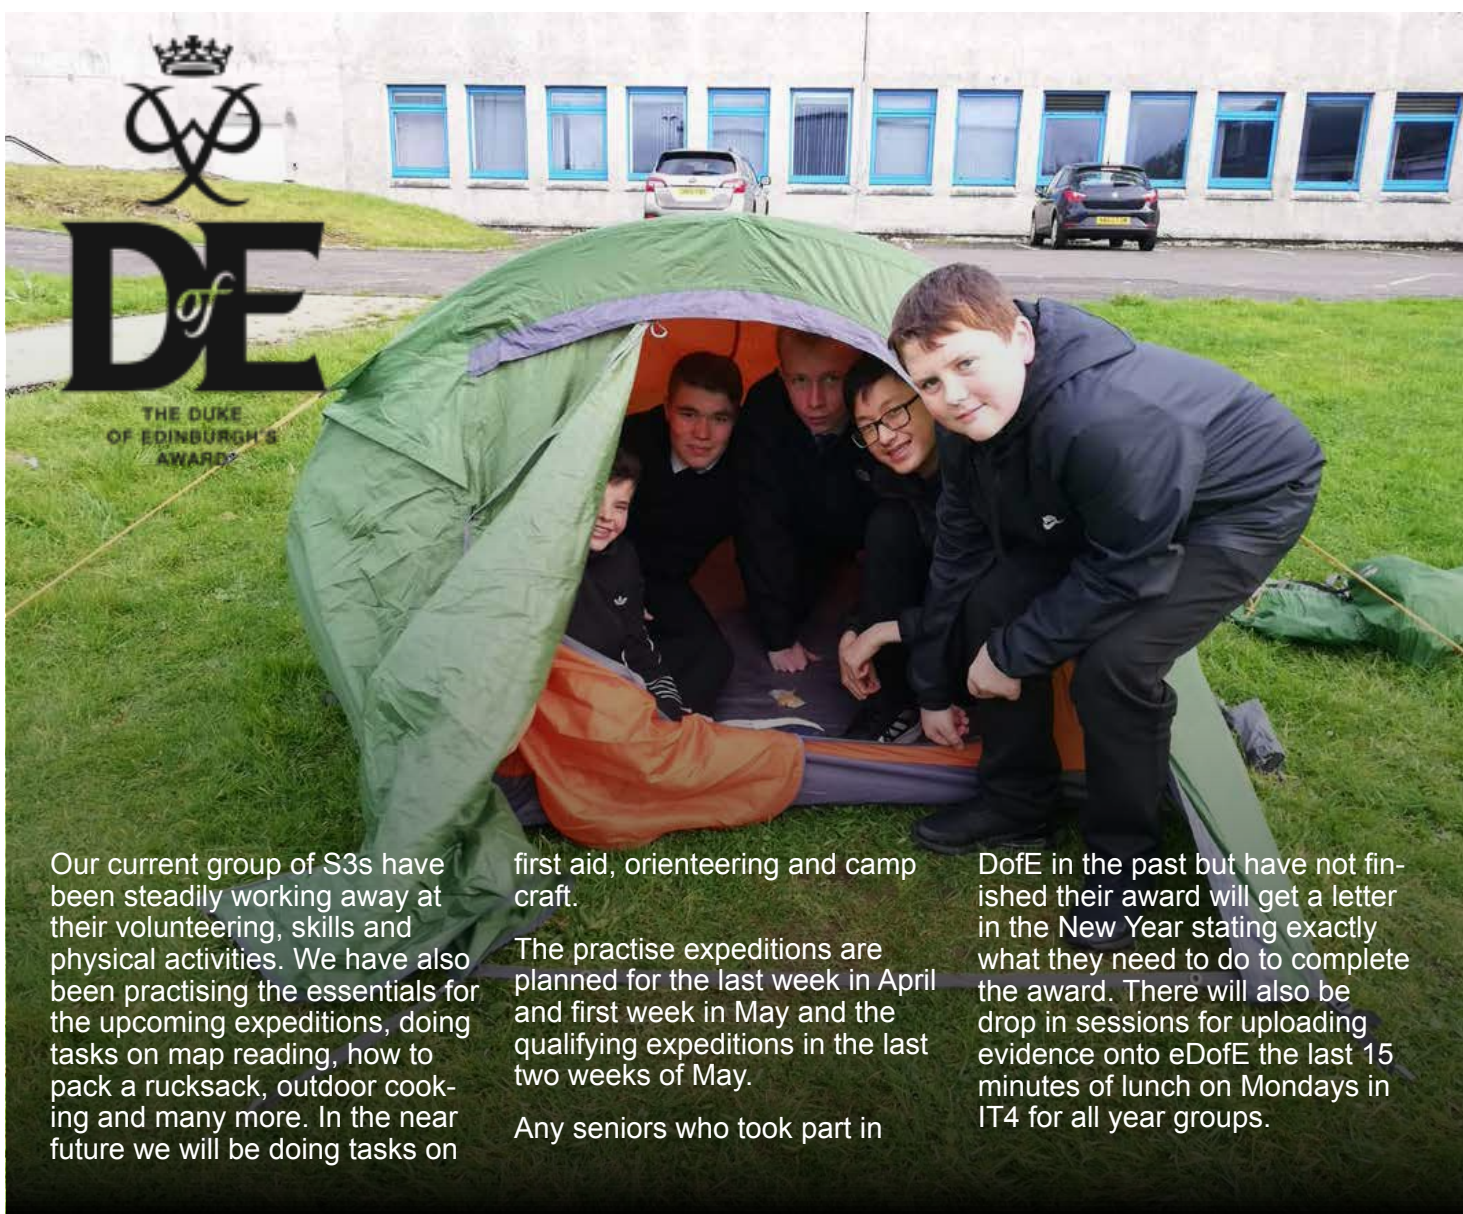 DofE
THE DUKE
OF EDINBURGH'S
AWARD
Our current group of S3s have
been steadily working away at
their volunteering, skills and
physical activities. We have also
been practising the essentials for
the upcoming expeditions, doing
tasks on map reading, how to
pack a rucksack, outdoor cook-
ing and many more. In the near
future we will be doing tasks on
first aid, orienteering and camp
craft.
The practise expeditions are
planned for the last week in April
and first week in May and the
qualifying expeditions in the last
two weeks of May.
Any seniors who took part in
DofE in the past but have not fin-
ished their award will get a letter
in the New Year stating exactly
what they need to do to complete
the award. There will also be
drop in sessions for uploading
evidence onto eDofE the last 15
minutes of lunch on Mondays in
IT4 for all year groups.